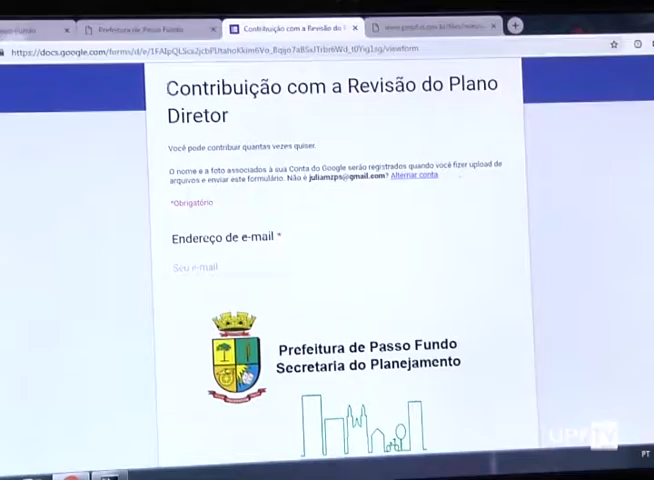 Prefeitura de Passo Fundo
Contribuição com a Revisão do
Contribuição com a Revisão do Plano
Diretor
Você pode contribuir quantas vezes quiser.
O nome e a foto associados à sua Conta do Google serão registrados quando você fizer upload de
arquivos e enviar este formulário. Não é juliamzps@gmail.com? Alternar conta
*Obrigatório
Endereço de e-mail *
Seu e-mail
Prefeitura de Passo Fundo
Secretaria do Planejamento
UPFTV
PT